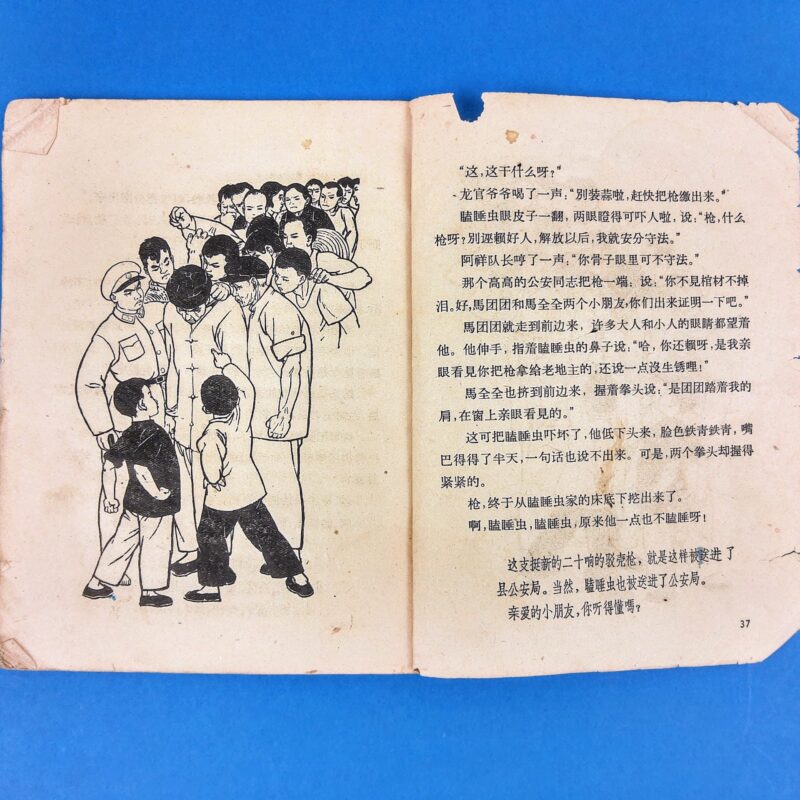 “这，这干什么呀？”
龙官爷爷喝了一声：“别装蒜啦，赶快把枪缴出来。”
瞌睡虫眼皮子一翻，两眼瞪得可吓人啦，说：“枪，什么
枪呀？别诬賴好人，解放以后，我就安分守法。”
阿祥队长哼了一声：“你骨子眼里可不守法。”
那个高高的公安同志把枪一端，说：“你不見棺材不掉
泪。好，馬团团和馬全全两个小朋友，你们出来证明一下吧。”
馬团团就走到前边来，许多大人和小人的眼睛都望着
他。他伸手，指着瞌睡虫的鼻子说：“哈，你还賴呀，是我亲
眼看見你把枪拿给老地主的，还说一点沒生锈哩！”
馬全全也挤到前边来，握着拳头说：“是团团踏着我的
肩，在窗上亲眼看見的。”
这可把瞌睡虫吓坏了，他低下头来，脸色鉄青鉄青，嘴
巴得得了半天，一句话也说不出来。可是，两个拳头却握得
紧紧的。
枪，终于从瞌睡虫家的床底下挖出来了。
啊，瞌睡虫，瞌睡虫，原来他一点也不瞌睡呀！
这支挺新的二十响的驳壳枪，就是这样被送进了
县公安局。当然，瞌睡虫也被送进了公安局。
亲爱的小朋友，你听得懂嗎？
37